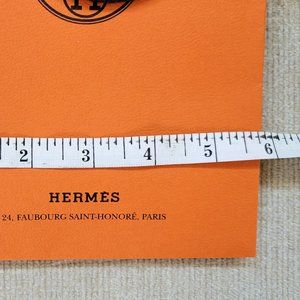 H
2 3 4 5 6
HERMÈS
24, FAUBOURG SAINT-HONORÉ, PARIS